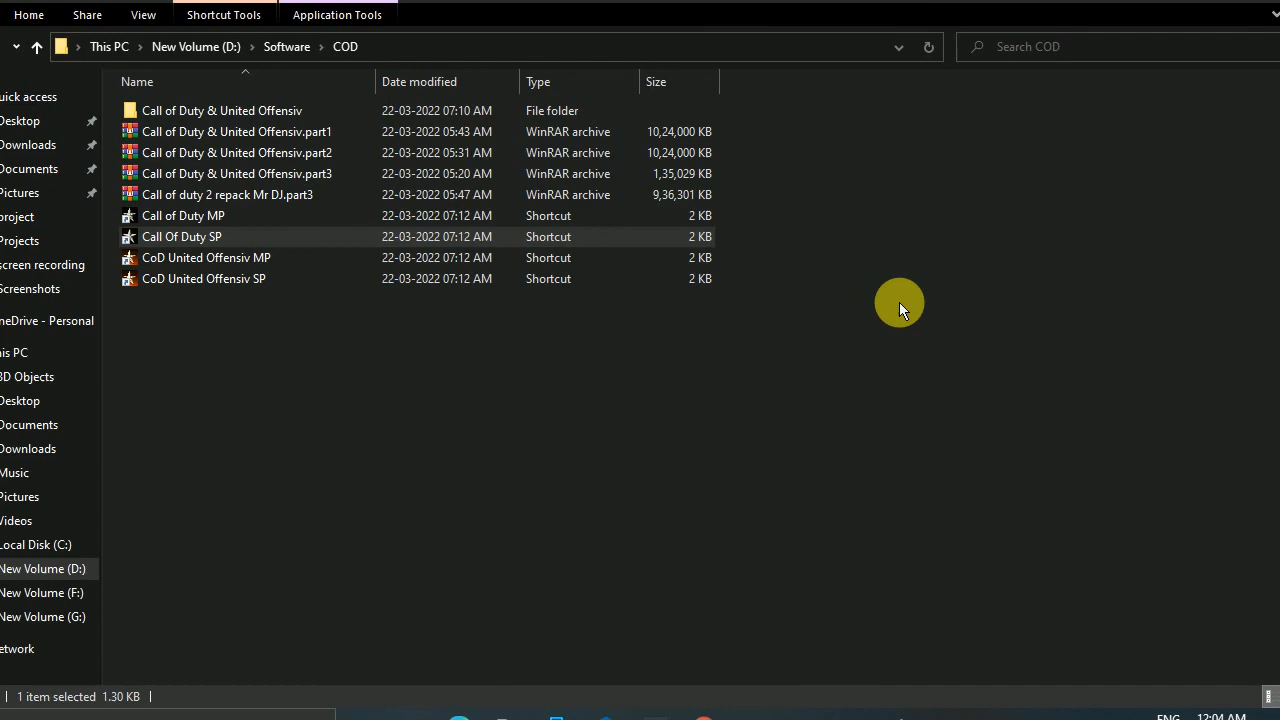 Home Share View Shortcut Tools Application Tools
This PC New Volume (D:) Software COD Search COD
Name Date modified Type Size
Call of Duty & United Offensiv 22-03-2022 07:10 AM File folder
Call of Duty & United Offensiv.part1 22-03-2022 05:43 AM WinRAR archive 10,24,000 KB
Call of Duty & United Offensiv.part2 22-03-2022 05:31 AM WinRAR archive 10,24,000 KB
Call of Duty & United Offensiv.part3 22-03-2022 05:20 AM WinRAR archive 1,35,029 KB
Call of duty 2 repack Mr DJ.part3 22-03-2022 05:47 AM WinRAR archive 9,36,301 KB
Call of Duty MP 22-03-2022 07:12 AM Shortcut 2 KB
Call Of Duty SP 22-03-2022 07:12 AM Shortcut 2 KB
CoD United Offensiv MP 22-03-2022 07:12 AM Shortcut 2 KB
CoD United Offensiv SP 22-03-2022 07:12 AM Shortcut 2 KB
uick access
Desktop
Downloads
Documents
Pictures
project
Projects
screen recording
Screenshots
neDrive - Personal
his PC
3D Objects
Desktop
Documents
Downloads
Music
Pictures
Videos
Local Disk (C:)
New Volume (D:)
New Volume (F:)
New Volume (G:)
etwork
1 item selected 1.30 KB
ENG 12:04 AM